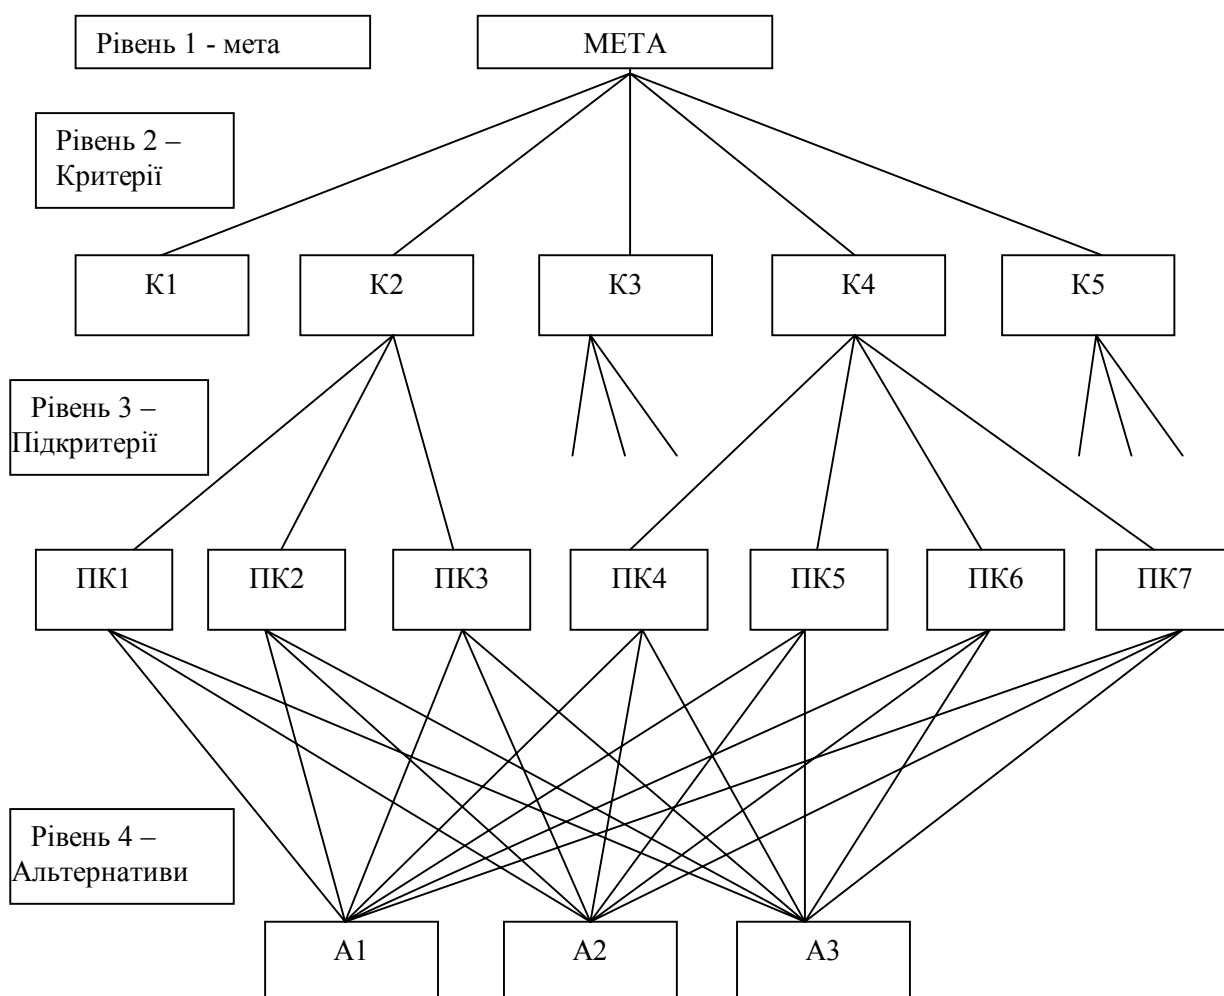 Рівень 1 - мета
МЕТА
Рівень 2 –
Критерії
К1
К2
К3
К4
К5
Рівень 3 –
Підкритерії
ПК1
ПК2
ПК3
ПК4
ПК5
ПК6
ПК7
Рівень 4 –
Альтернативи
А1
А2
А3